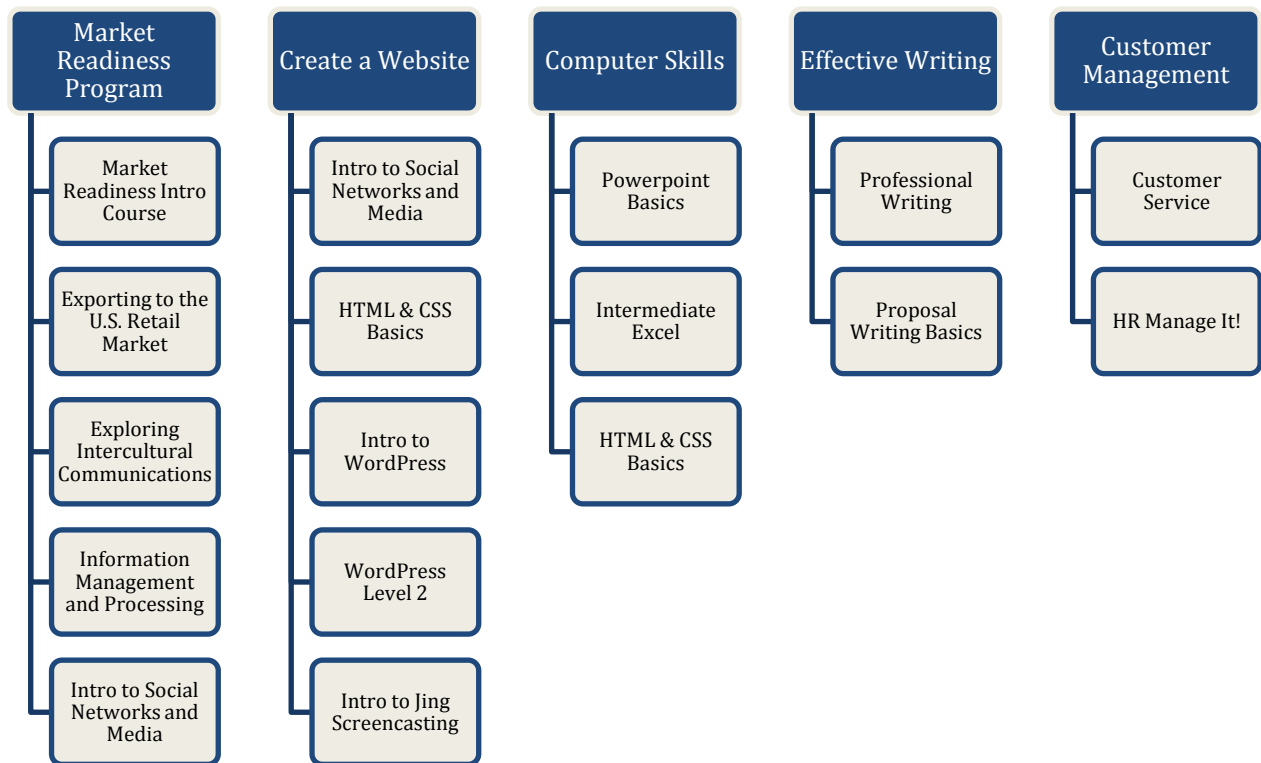 Market
Readiness
Program
Market
Readiness Intro
Course
Exporting to the
U.S. Retail
Market
Exploring
Intercultural
Communications
Information
Management
and Processing
Intro to Social
Networks and
Media
Create a Website
Intro to Social
Networks and
Media
HTML & CSS
Basics
Intro to
WordPress
WordPress
Level 2
Intro to Jing
Screencasting
Computer Skills
Powerpoint
Basics
Intermediate
Excel
HTML & CSS
Basics
Effective Writing
Professional
Writing
Proposal
Writing Basics
Customer
Management
Customer
Service
HR Manage It!